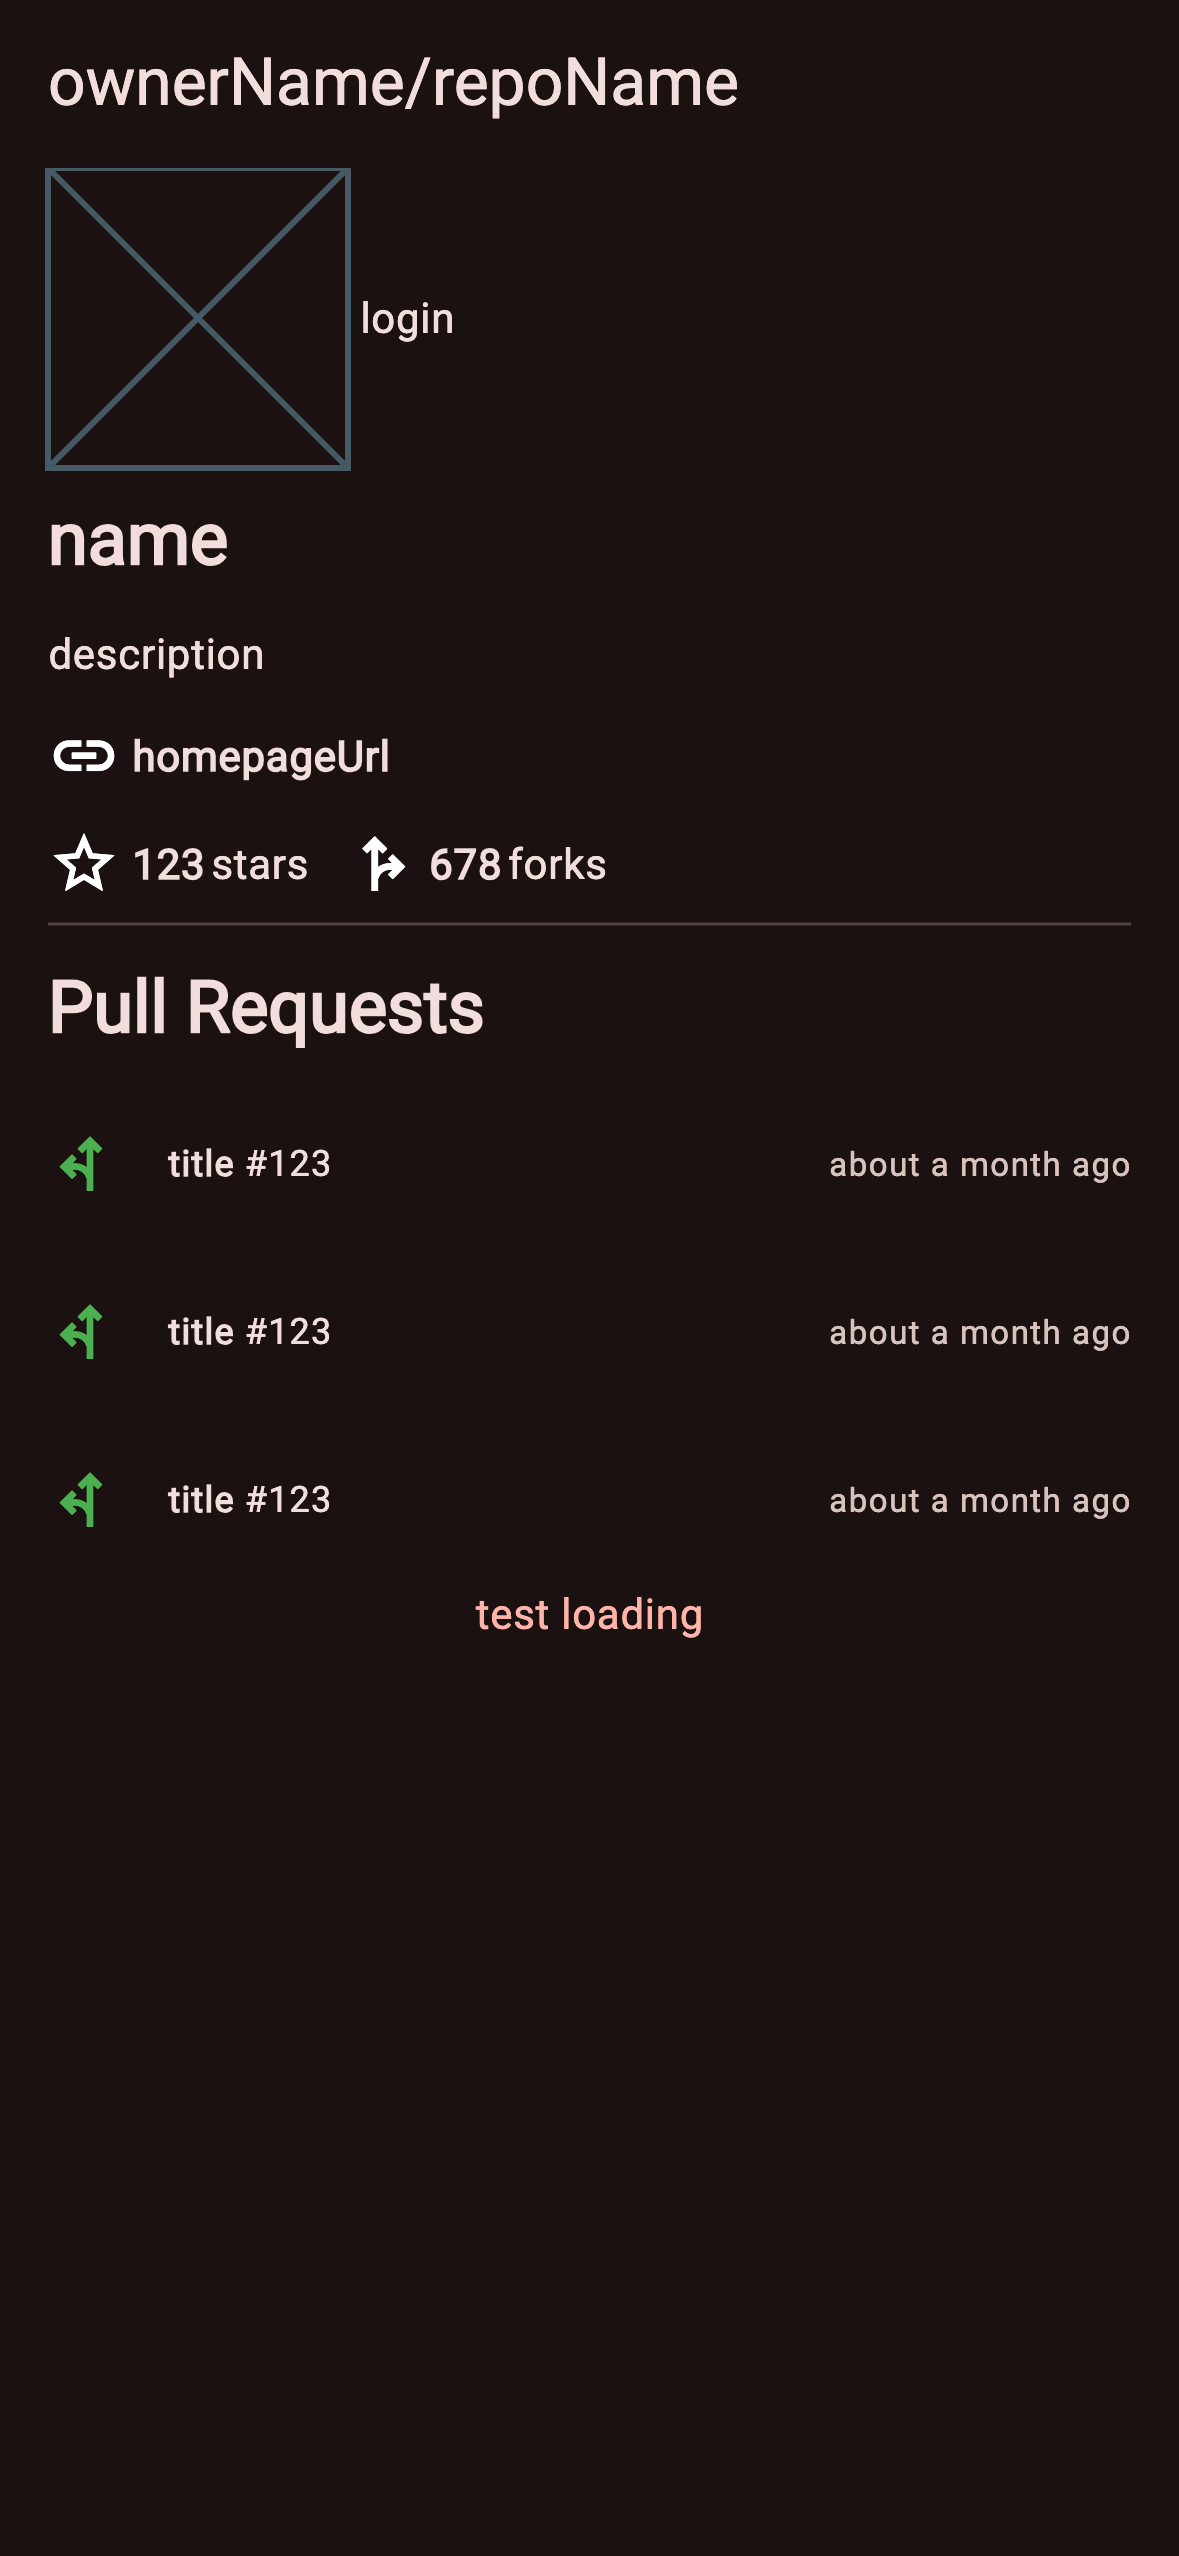 ownerName/repoName
login
name
description
homepageUrl
123 stars 678 forks
Pull Requests
title #123 about a month ago
title #123 about a month ago
title #123 about a month ago
test loading